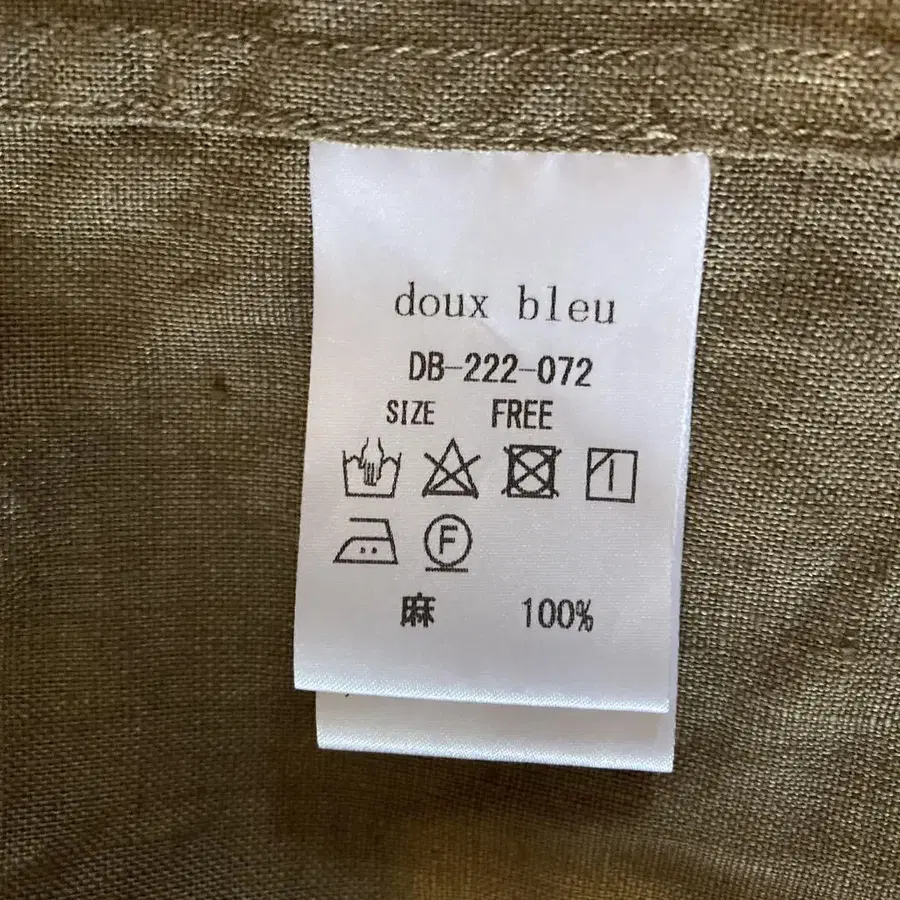 doux bleu
DB-222-072
SIZE FREE
F
麻 100%